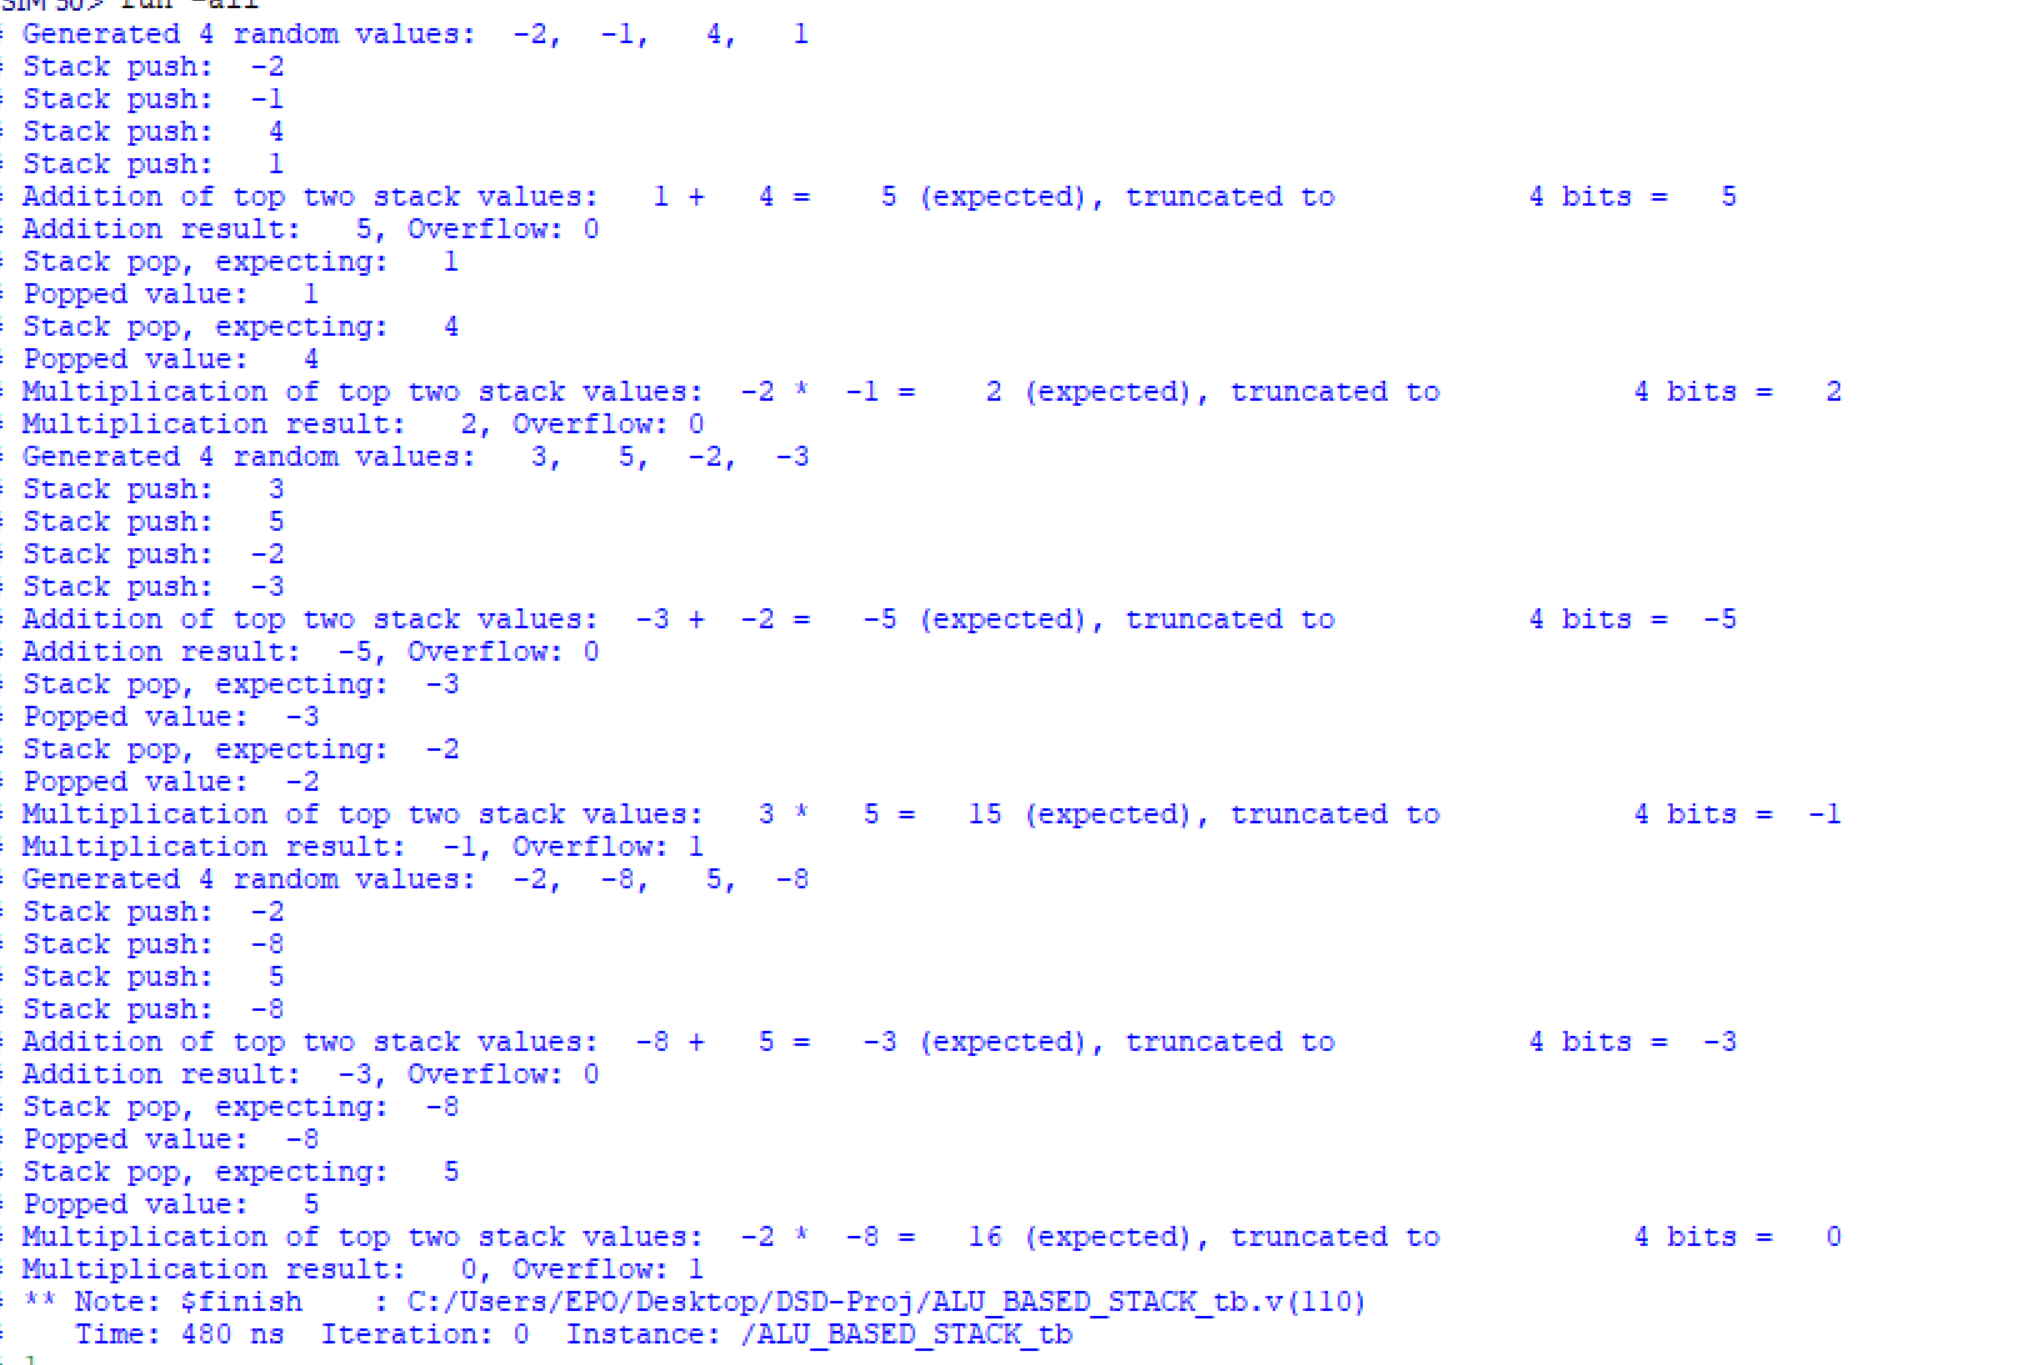 SIM 50> run -all
# Generated 4 random values:  -2,  -1,   4,   1
# Stack push:  -2
# Stack push:  -1
# Stack push:   4
# Stack push:   1
# Addition of top two stack values:   1 +   4 =    5 (expected), truncated to           4 bits =   5
# Addition result:   5, Overflow: 0
# Stack pop, expecting:   1
# Popped value:   1
# Stack pop, expecting:   4
# Popped value:   4
# Multiplication of top two stack values:  -2 *  -1 =    2 (expected), truncated to           4 bits =   2
# Multiplication result:   2, Overflow: 0
# Generated 4 random values:   3,   5,  -2,  -3
# Stack push:   3
# Stack push:   5
# Stack push:  -2
# Stack push:  -3
# Addition of top two stack values:  -3 +  -2 =   -5 (expected), truncated to           4 bits =  -5
# Addition result:  -5, Overflow: 0
# Stack pop, expecting:  -3
# Popped value:  -3
# Stack pop, expecting:  -2
# Popped value:  -2
# Multiplication of top two stack values:   3 *   5 =   15 (expected), truncated to           4 bits =  -1
# Multiplication result:  -1, Overflow: 1
# Generated 4 random values:  -2,  -8,   5,  -8
# Stack push:  -2
# Stack push:  -8
# Stack push:   5
# Stack push:  -8
# Addition of top two stack values:  -8 +   5 =   -3 (expected), truncated to           4 bits =  -3
# Addition result:  -3, Overflow: 0
# Stack pop, expecting:  -8
# Popped value:  -8
# Stack pop, expecting:   5
# Popped value:   5
# Multiplication of top two stack values:  -2 *  -8 =   16 (expected), truncated to           4 bits =   0
# Multiplication result:   0, Overflow: 1
# ** Note: $finish    : C:/Users/EPO/Desktop/DSD-Proj/ALU_BASED_STACK_tb.v(110)
#    Time: 480 ns  Iteration: 0  Instance: /ALU_BASED_STACK_tb